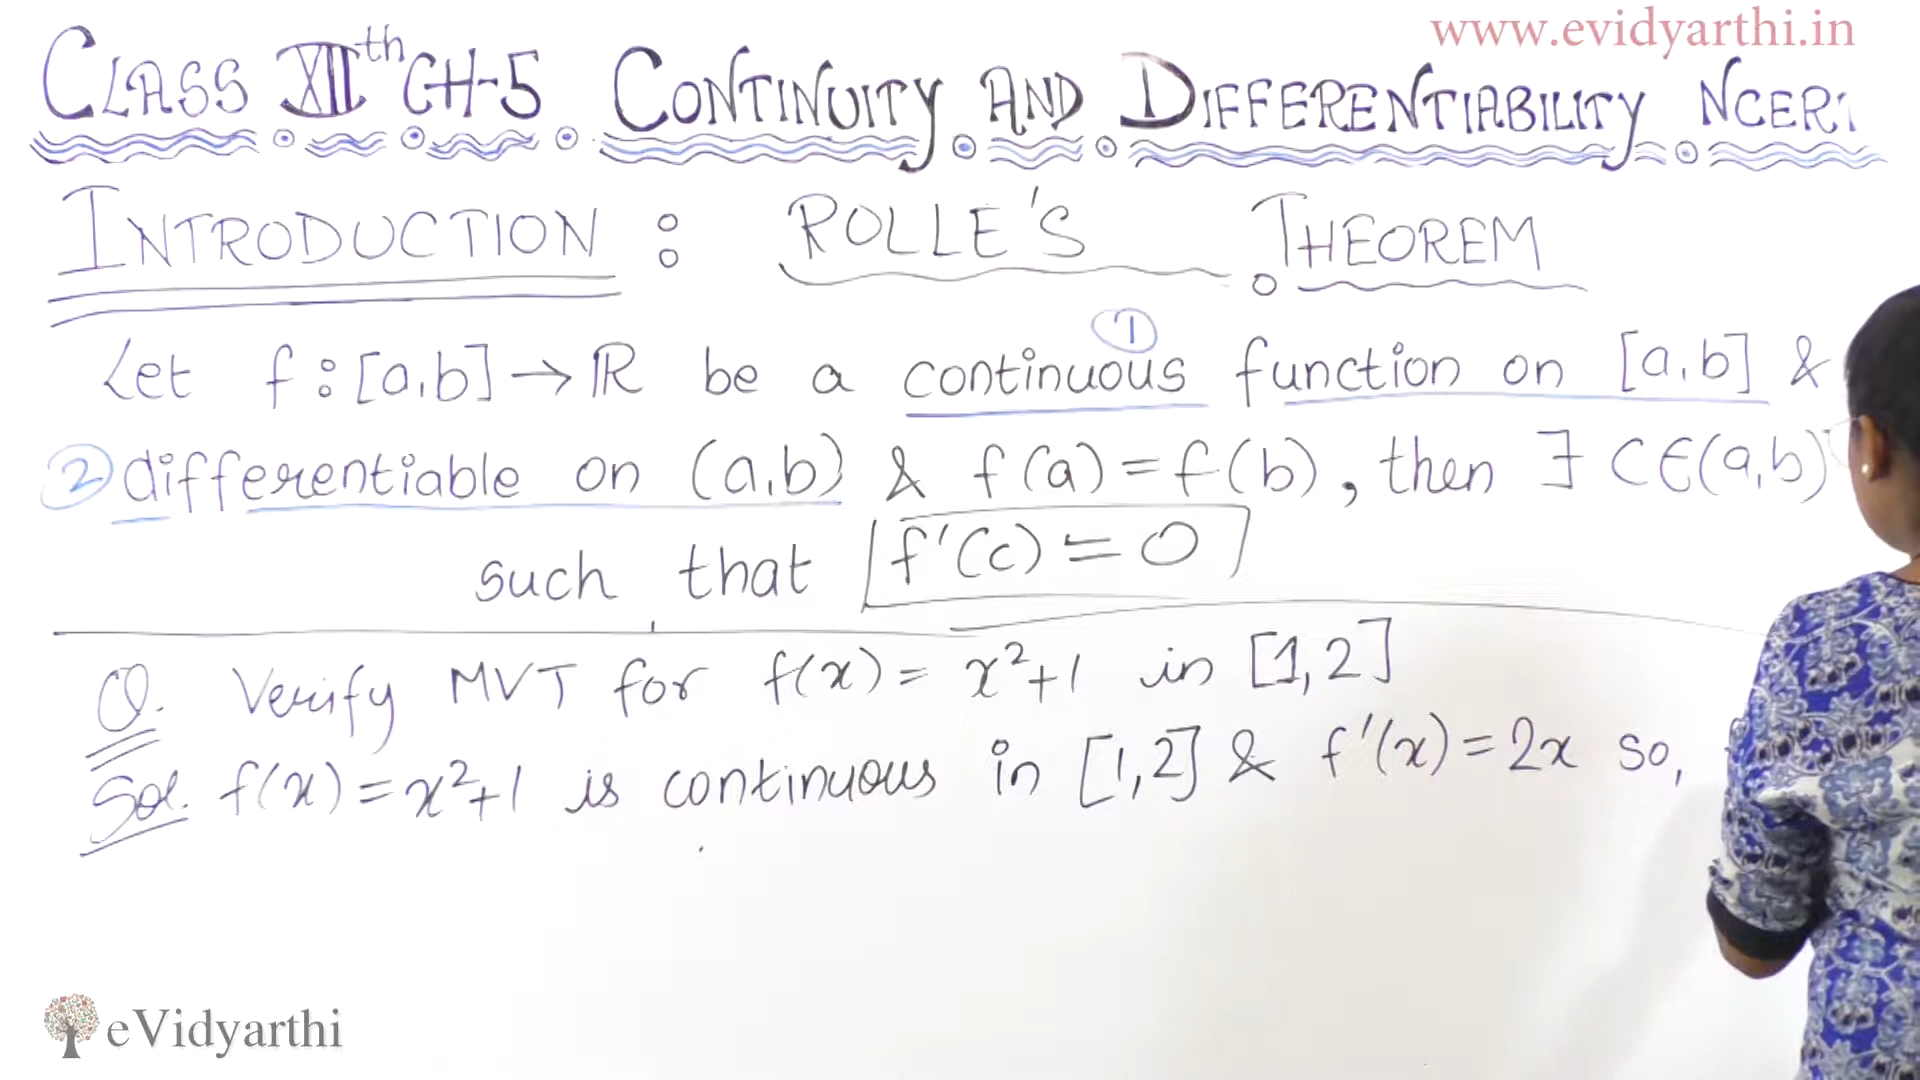 www.evidyarthi.in
CLASS XIIth CH-5 CONTINUITY AND DIFFERENTIABILITY NCERT
INTRODUCTION : ROLLE'S THEOREM
①
Let f:[a,b]→ℝ be a continuous function on [a,b] &
② differentiable on (a,b) & f(a)=f(b), then ∃ C∈(a,b)
such that f'(c)=0
Q. Verify MVT for f(x)= x²+1 in [1,2]
Sol. f(x)=x²+1 is continuous in [1,2] & f'(x)=2x so,
eVidyarthi